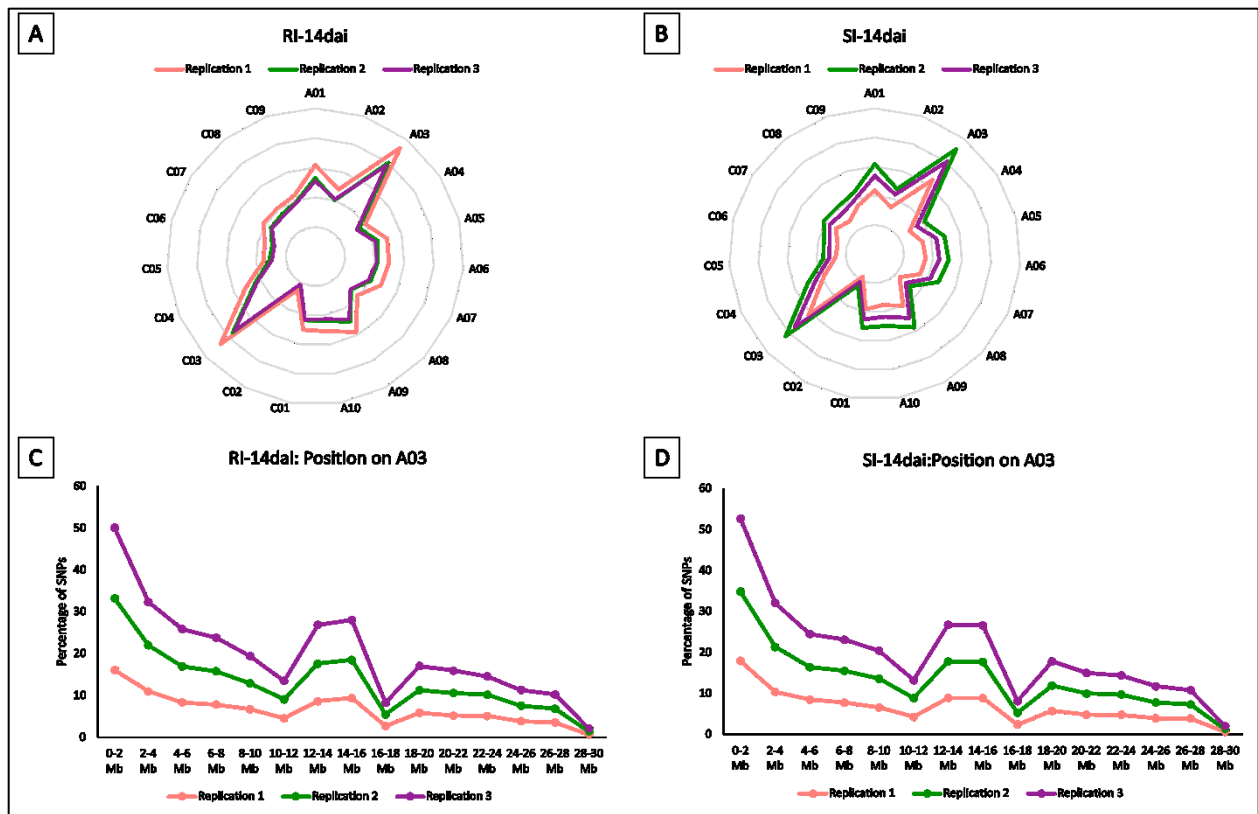 A
RI-14dai
Replication 1 Replication 2 Replication 3
A01
A02
A03
A04
A05
A06
A07
A08
A09
A10
C01
C02
C03
C04
C05
C06
C07
C08
C09
B
SI-14dai
Replication 1 Replication 2 Replication 3
A01
A02
A03
A04
A05
A06
A07
A08
A09
A10
C01
C02
C03
C04
C05
C06
C07
C08
C09
C
RI-14dai: Position on A03
Percentage of SNPs
60
50
40
30
20
10
0
0-2 2-4 4-6 6-8 8-10 10-12 12-14 14-16 16-18 18-20 20-22 22-24 24-26 26-28 28-30
Mb Mb Mb Mb Mb Mb Mb Mb Mb Mb Mb Mb Mb Mb Mb
Replication 1 Replication 2 Replication 3
D
SI-14dai:Position on A03
Percentage of SNPs
60
50
40
30
20
10
0
0-2 2-4 4-6 6-8 8-10 10-12 12-14 14-16 16-18 18-20 20-22 22-24 24-26 26-28 28-30
Mb Mb Mb Mb Mb Mb Mb Mb Mb Mb Mb Mb Mb Mb Mb
Replication 1 Replication 2 Replication 3